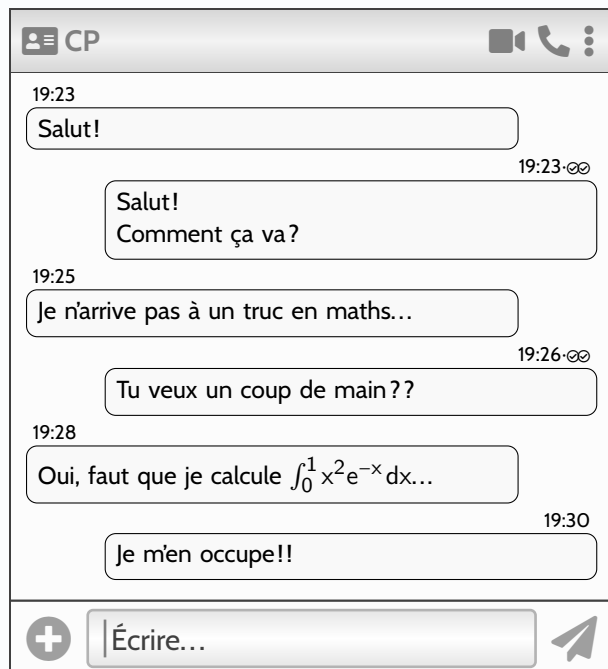 CP
19:23
Salut!
19:23
Salut!
Comment ça va?
19:25
Je n'arrive pas à un truc en maths...
19:26
Tu veux un coup de main??
19:28
Oui, faut que je calcule ∫₀¹ x²e⁻ˣdx...
19:30
Je m'en occupe!!
Écrire...